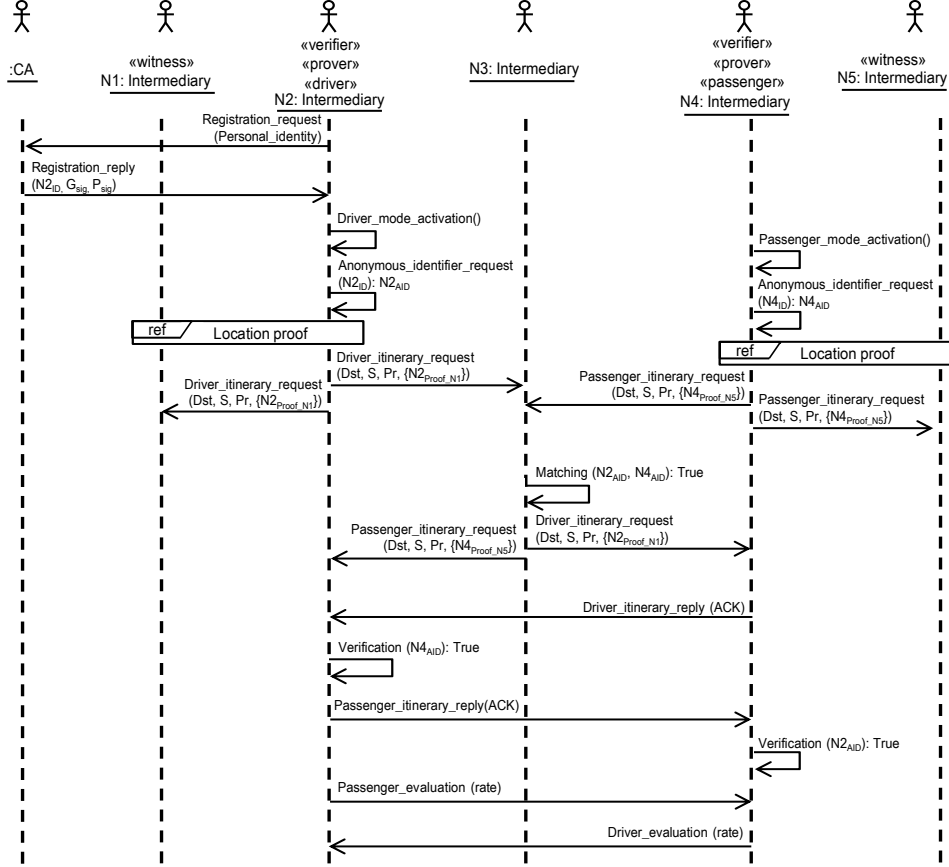 :CA
«witness»
N1: Intermediary
«verifier»
«prover»
«driver»
N2: Intermediary
N3: Intermediary
«verifier»
«prover»
«passenger»
N4: Intermediary
«witness»
N5: Intermediary
Registration_request
(Personal_identity)
Registration_reply
(N2ID, Gsig, Psig)
Driver_mode_activation()
Passenger_mode_activation()
Anonymous_identifier_request
(N2ID): N2AID
Anonymous_identifier_request
(N4ID): N4AID
ref
Location proof
ref
Location proof
Driver_itinerary_request
(Dst, S, Pr, {N2Proof_N1})
Driver_itinerary_request
(Dst, S, Pr, {N2Proof_N1})
Passenger_itinerary_request
(Dst, S, Pr, {N4Proof_N5})
Passenger_itinerary_request
(Dst, S, Pr, {N4Proof_N5})
Matching (N2AID, N4AID): True
Driver_itinerary_request
(Dst, S, Pr, {N2Proof_N1})
Passenger_itinerary_request
(Dst, S, Pr, {N4Proof_N5})
Driver_itinerary_reply (ACK)
Verification (N4AID): True
Passenger_itinerary_reply(ACK)
Verification (N2AID): True
Passenger_evaluation (rate)
Driver_evaluation (rate)